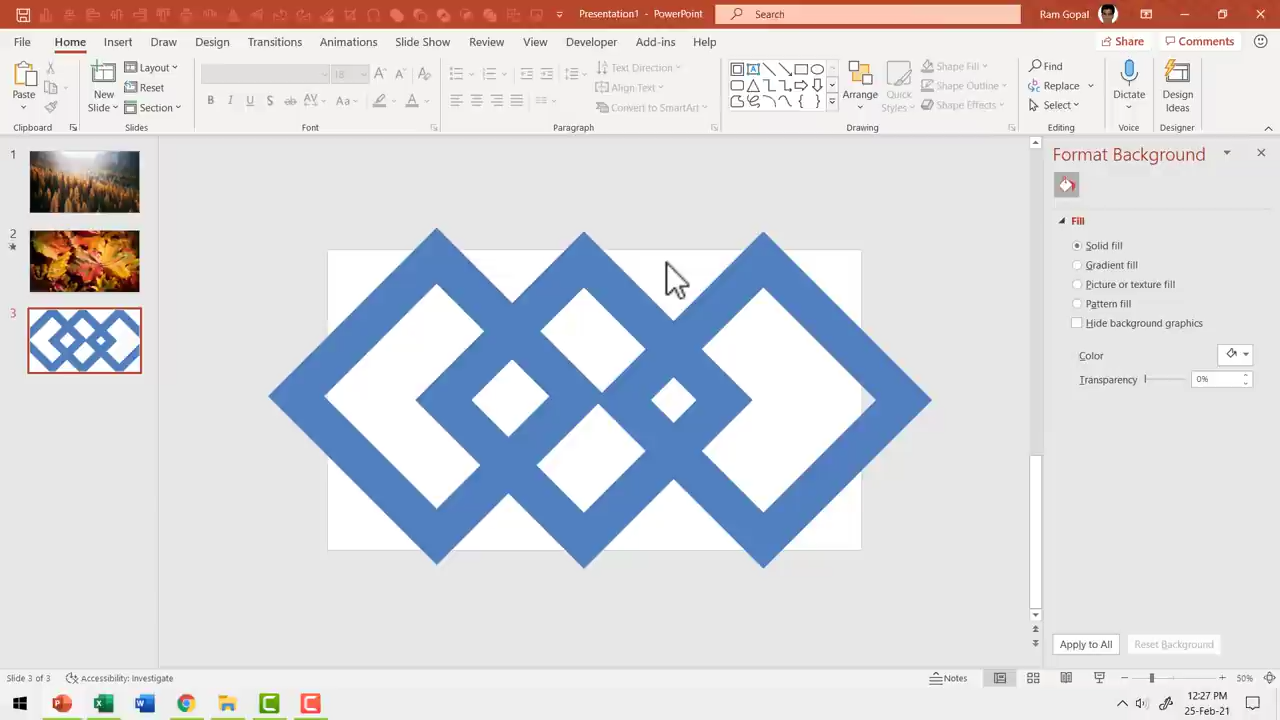 Presentation1 - PowerPoint
Search
Ram Gopal
File Home Insert Draw Design Transitions Animations Slide Show Review View Developer Add-ins Help
Share Comments
Paste
New
Slide
Layout
Reset
Section
18
Aa
A
Text Direction
Align Text
Convert to SmartArt
Arrange
Quick
Styles
Shape Fill
Shape Outline
Shape Effects
Find
Replace
Select
Dictate
Design
Ideas
Clipboard Slides Font Paragraph Drawing Editing Voice Designer
1
2
3
Format Background
Fill
Solid fill
Gradient fill
Picture or texture fill
Pattern fill
Hide background graphics
Color
Transparency 0%
Apply to All Reset Background
Slide 3 of 3 Accessibility: Investigate Notes 50%
12:27 PM
25-Feb-21